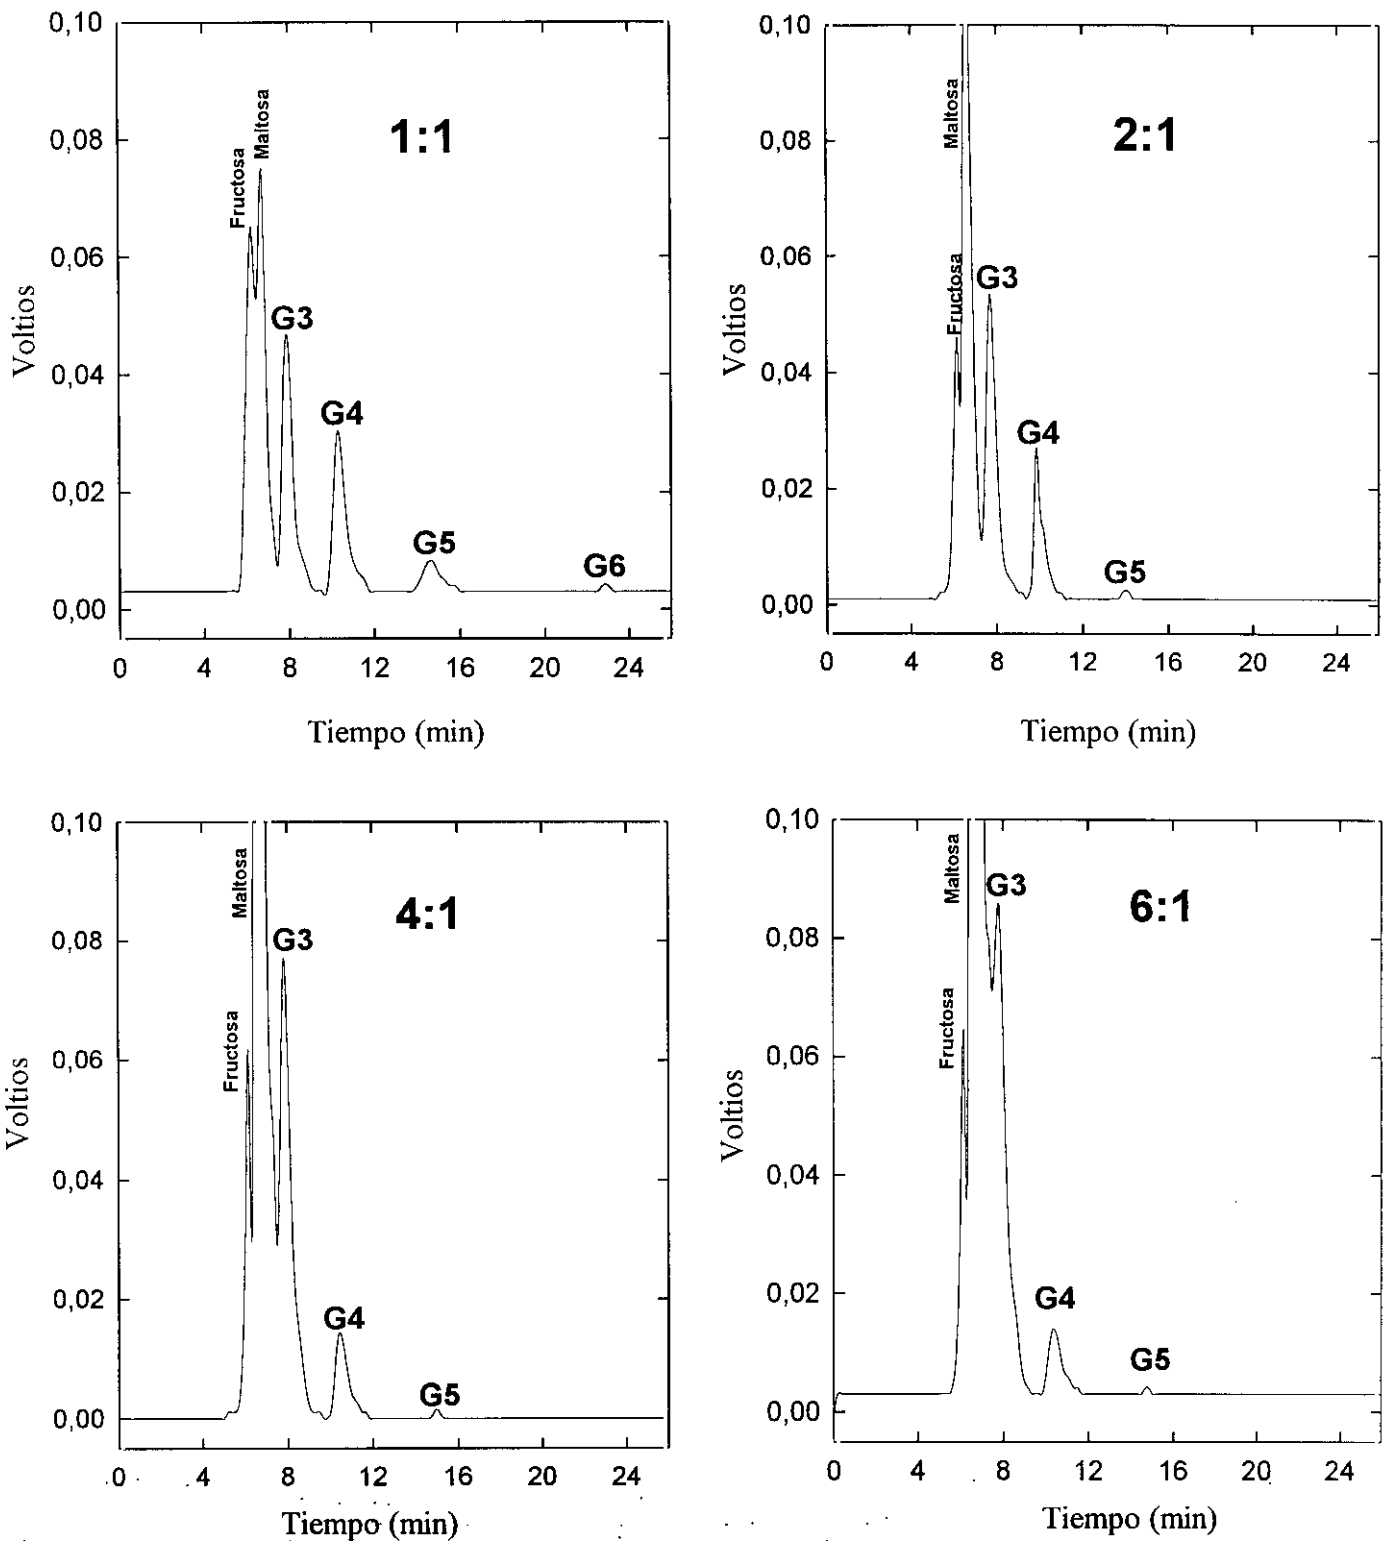 0,10
0,08
0,06
0,04
0,02
0,00
Voltios
Fructosa
Maltosa
1:1
G3
G4
G5
G6
0 4 8 12 16 20 24
Tiempo (min)
0,10
0,08
0,06
0,04
0,02
0,00
Voltios
Maltosa
Fructosa
2:1
G3
G4
G5
0 4 8 12 16 20 24
Tiempo (min)
0,10
0,08
0,06
0,04
0,02
0,00
Voltios
Maltosa
Fructosa
4:1
G3
G4
G5
0 4 8 12 16 20 24
Tiempo (min)
0,10
0,08
0,06
0,04
0,02
0,00
Voltios
Maltosa
Fructosa
6:1
G3
G4
G5
0 4 8 12 16 20 24
Tiempo (min)